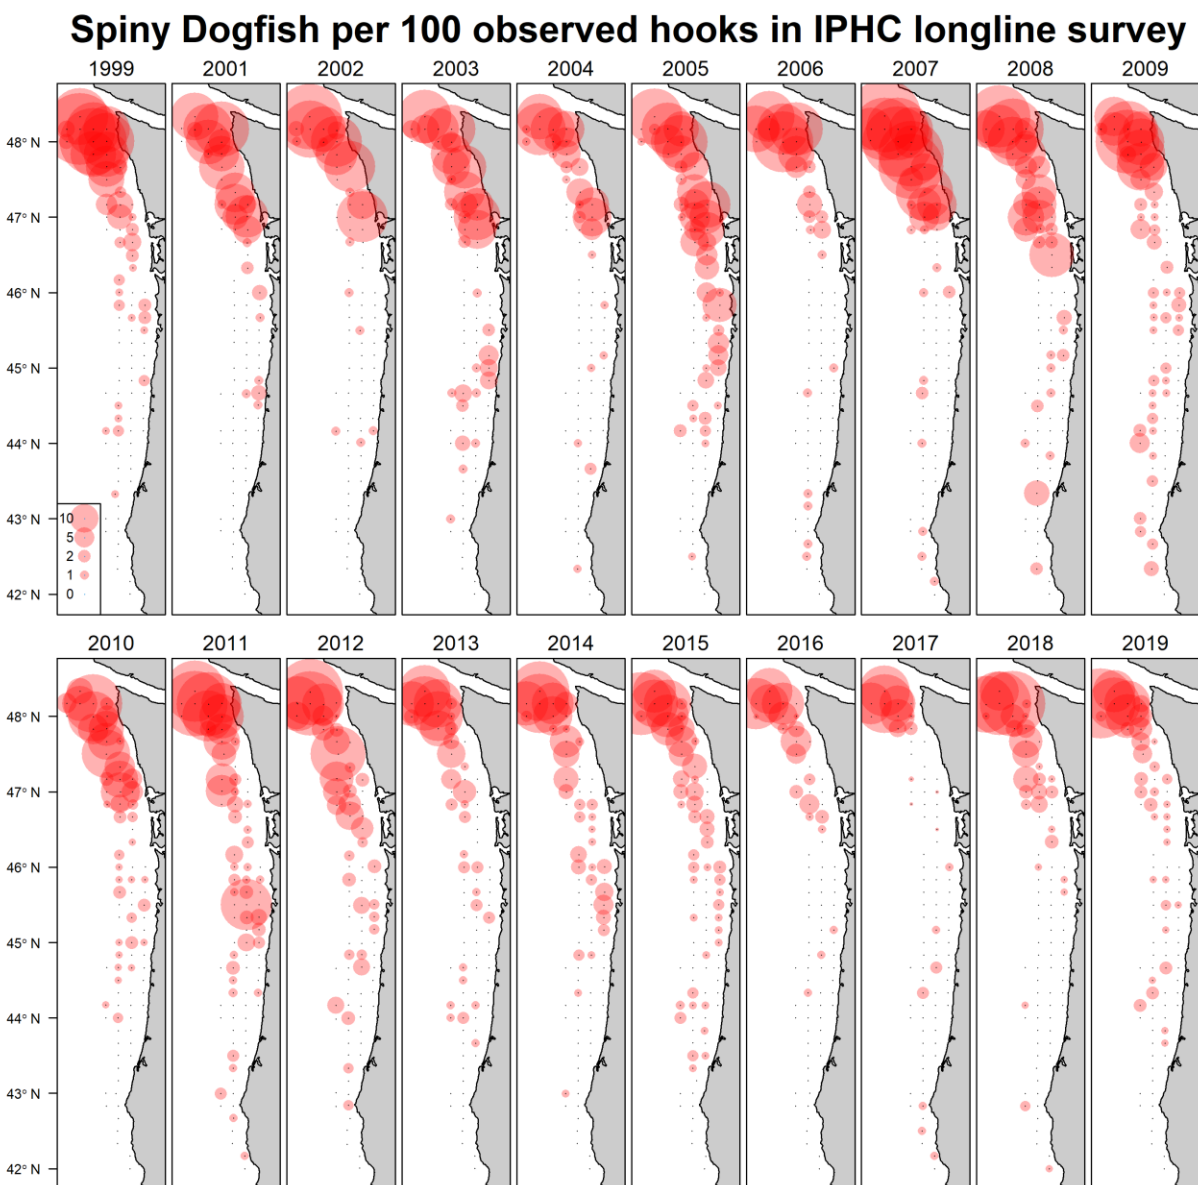 Spiny Dogfish per 100 observed hooks in IPHC longline survey
1999 2001 2002 2003 2004 2005 2006 2007 2008 2009
48° N
47° N
46° N
45° N
44° N
43° N
42° N
10
5
2
1
0
2010 2011 2012 2013 2014 2015 2016 2017 2018 2019
48° N
47° N
46° N
45° N
44° N
43° N
42° N